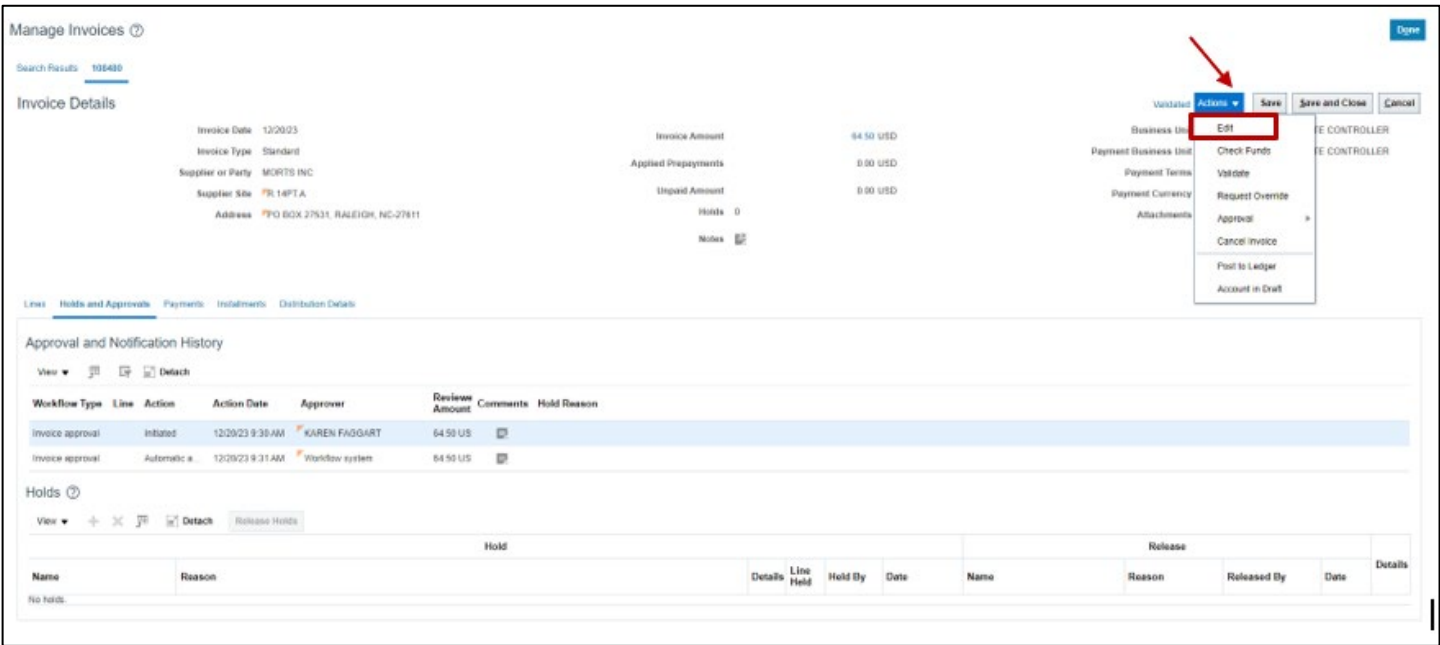 Manage Invoices
Done
Search Results 108480
Invoice Details
Validated Actions Save Save and Close Cancel
Invoice Date 12/20/23
Invoice Type Standard
Supplier or Party MORTS INC
Supplier Site R.14PT.A
Address PO BOX 27531, RALEIGH, NC-27611
Invoice Amount 64.50 USD
Applied Prepayments 0.00 USD
Unpaid Amount 0.00 USD
Holds 0
Notes
Business Unit TE CONTROLLER
Payment Business Unit TE CONTROLLER
Payment Terms
Payment Currency
Attachments
Edit
Check Funds
Validate
Request Override
Approval
Cancel Invoice
Post to Ledger
Account in Draft
Lines Holds and Approvals Payments Installments Distribution Details
Approval and Notification History
View Detach
Workflow Type Line Action Action Date Approver Reviewe Amount Comments Hold Reason
Invoice approval Initiated 12/20/23 9:30 AM KAREN FAGGART 64.50 US
Invoice approval Automatic a... 12/20/23 9:31 AM Workflow system 64.50 US
Holds
View Detach Release Holds
Hold Release
Name Reason Details Line Held Held By Date Name Reason Released By Date Details
No holds.